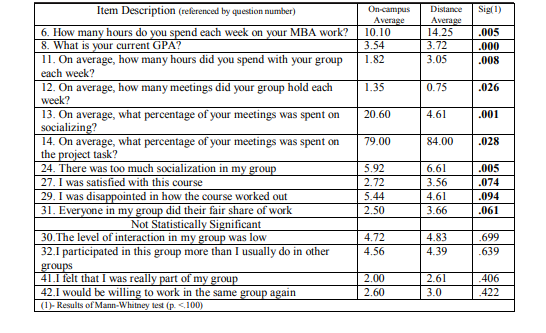 Item Description (referenced by question number) On-campus Average Distance Average Sig(1)
6. How many hours do you spend each week on your MBA work? 10.10 14.25 .005
8. What is your current GPA? 3.54 3.72 .000
11. On average, how many hours did you spend with your group 1.82 3.05 .008
each week?
12. On average, how many meetings did your group hold each 1.35 0.75 .026
week?
13. On average, what percentage of your meetings was spent on 20.60 4.61 .001
socializing?
14. On average, what percentage of your meetings was spent on 79.00 84.00 .028
the project task?
24. There was too much socialization in my group 5.92 6.61 .005
27. I was satisfied with this course 2.72 3.56 .074
29. I was disappointed in how the course worked out 5.44 4.61 .094
31. Everyone in my group did their fair share of work 2.50 3.66 .061
Not Statistically Significant
30.The level of interaction in my group was low 4.72 4.83 .699
32.I participated in this group more than I usually do in other 4.56 4.39 .639
groups
41.I felt that I was really part of my group 2.00 2.61 .406
42.I would be willing to work in the same group again 2.60 3.0 .422
(1)- Results of Mann-Whitney test (p. <.100)